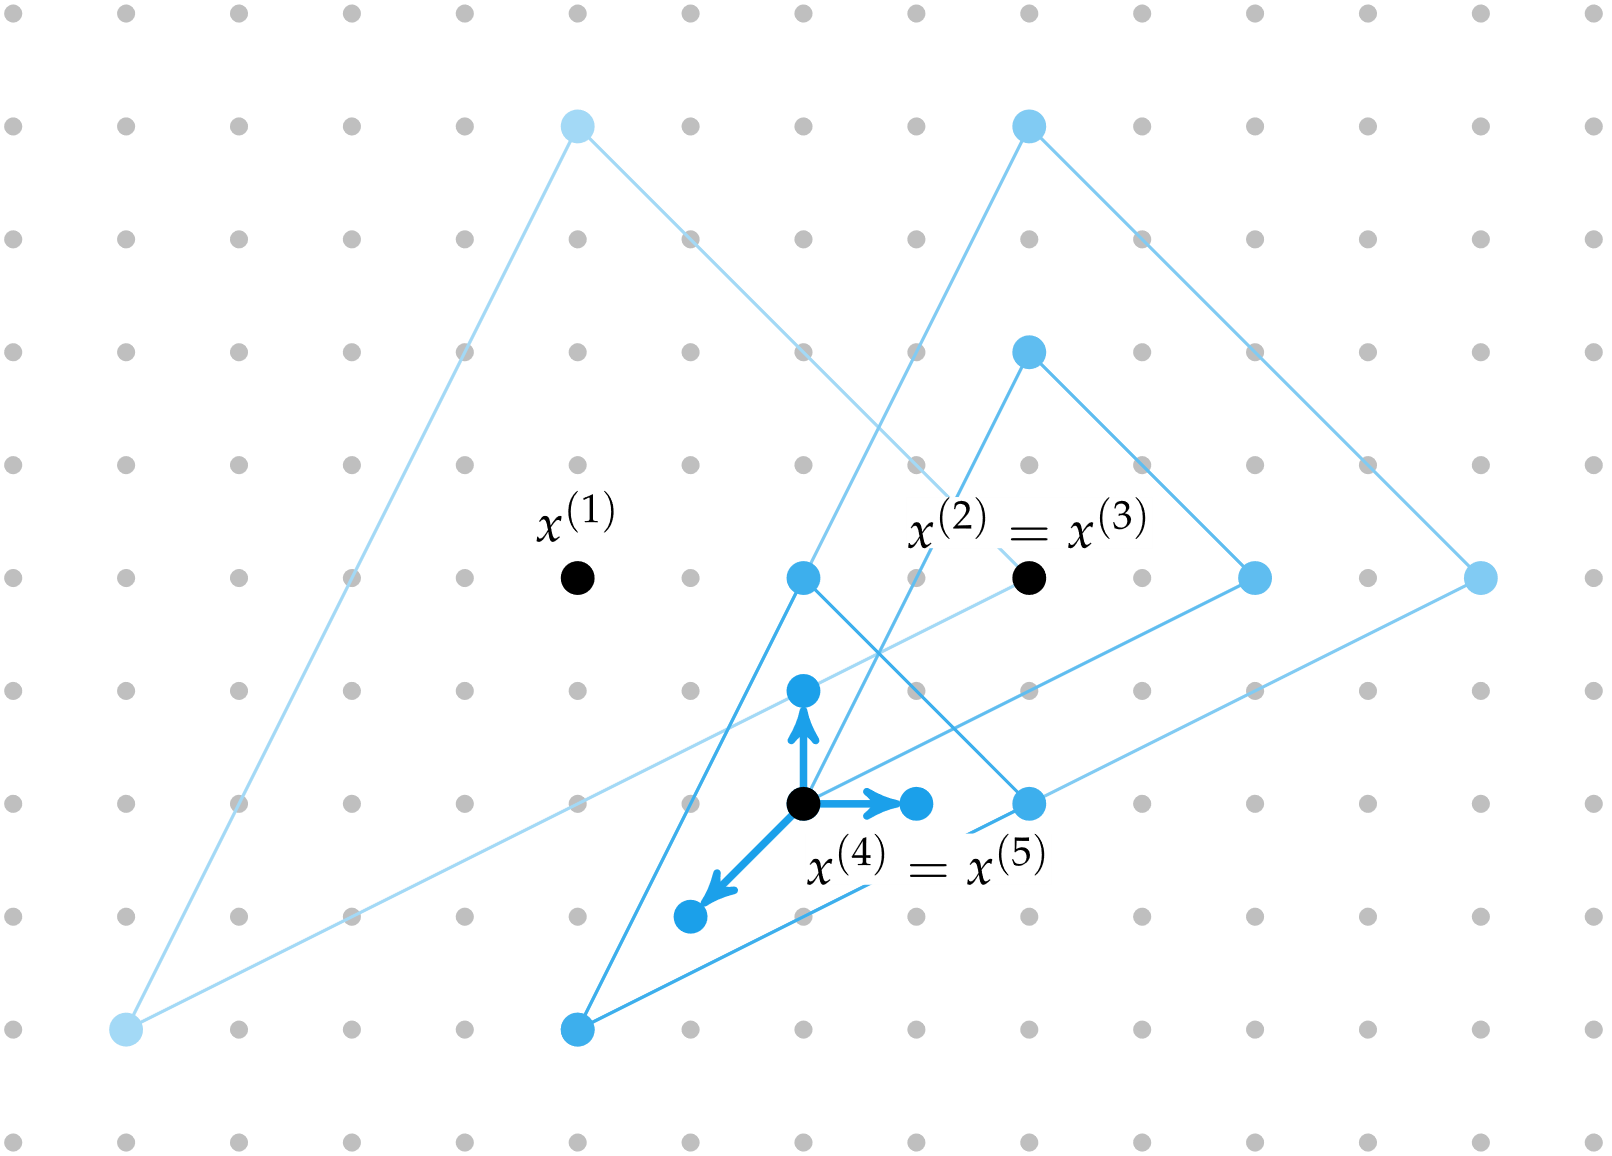 x^(1)
x^(2) = x^(3)
x^(4) = x^(5)